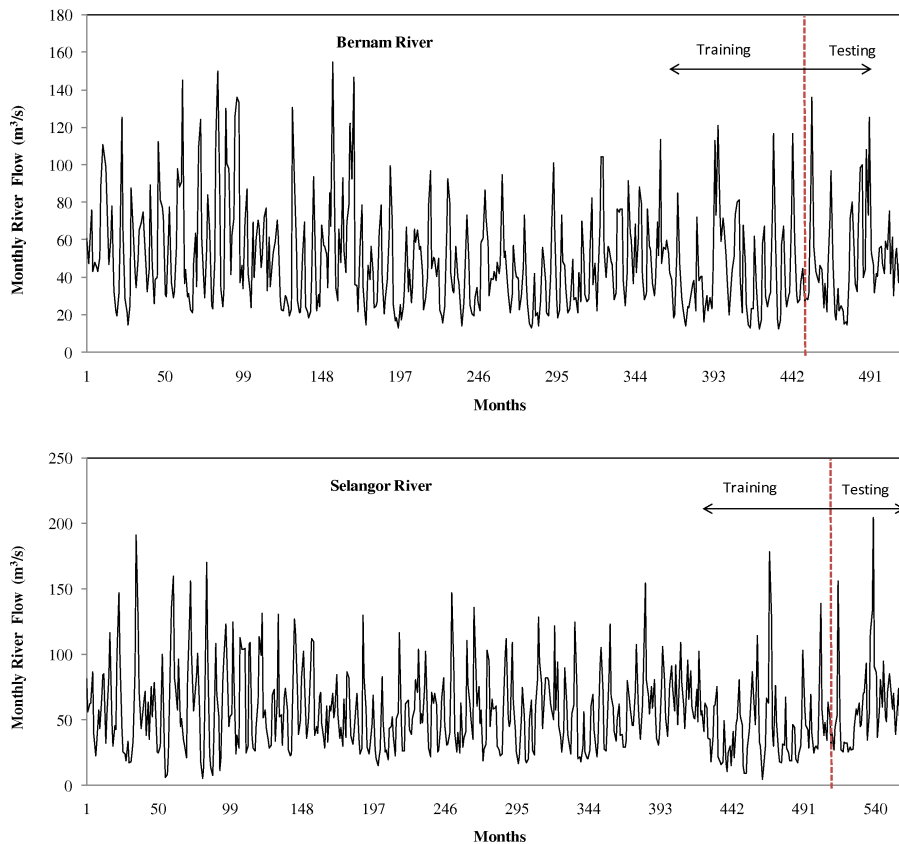 180
160
140
120
100
80
60
40
20
0
Monthly River Flow (m³/s)
Bernam River
Training
Testing
1 50 99 148 197 246 295 344 393 442 491
Months
250
200
150
100
50
0
Monthly River Flow (m³/s)
Selangor River
Training
Testing
1 50 99 148 197 246 295 344 393 442 491 540
Months